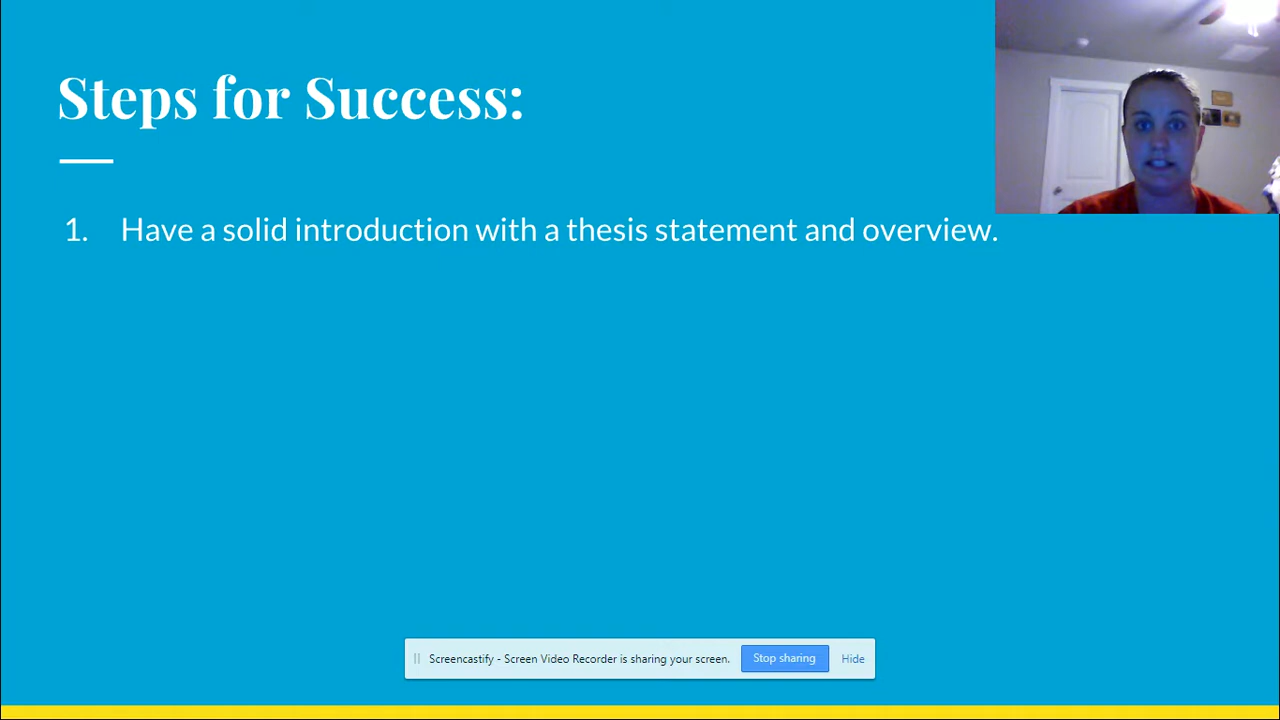 Steps for Success:
1. Have a solid introduction with a thesis statement and overview.
Screencastify - Screen Video Recorder is sharing your screen. Stop sharing Hide